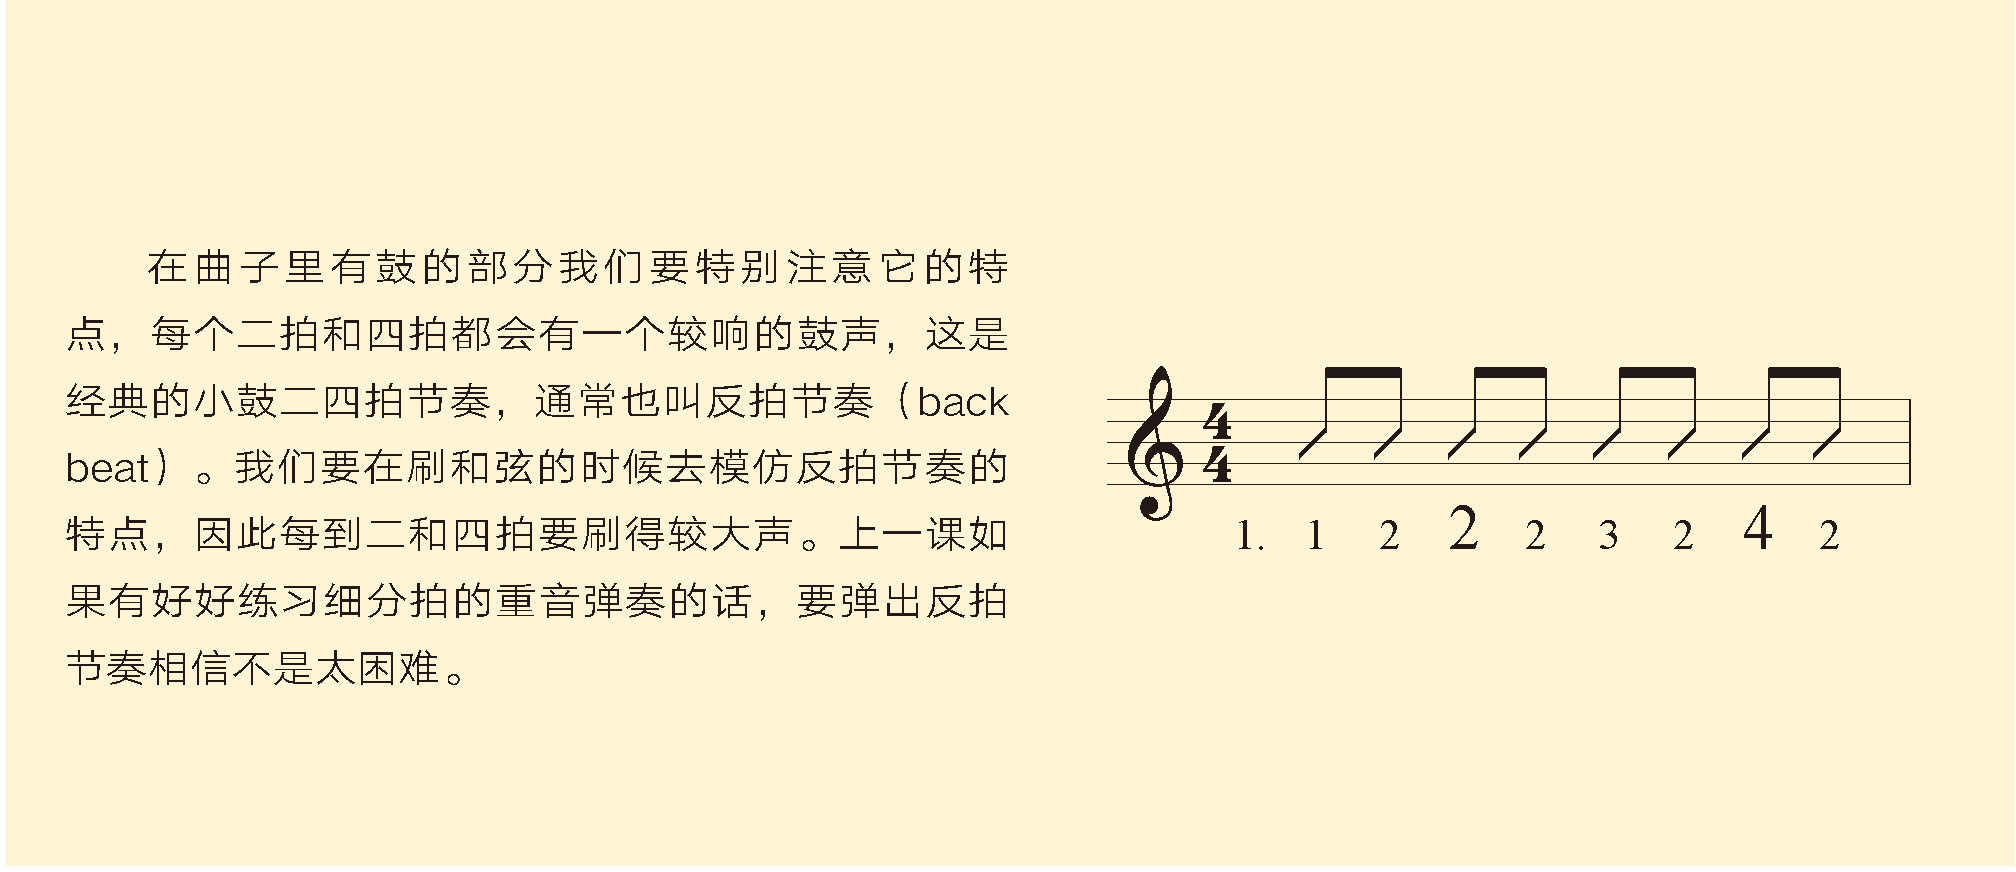 在曲子里有鼓的部分我们要特别注意它的特
点，每个二拍和四拍都会有一个较响的鼓声，这是
经典的小鼓二四拍节奏，通常也叫反拍节奏（back
beat）。我们要在刷和弦的时候去模仿反拍节奏的
特点，因此每到二和四拍要刷得较大声。上一课如
果有好好练习细分拍的重音弹奏的话，要弹出反拍
节奏相信不是太困难。
4
4
1. 1 2 2 2 3 2 4 2